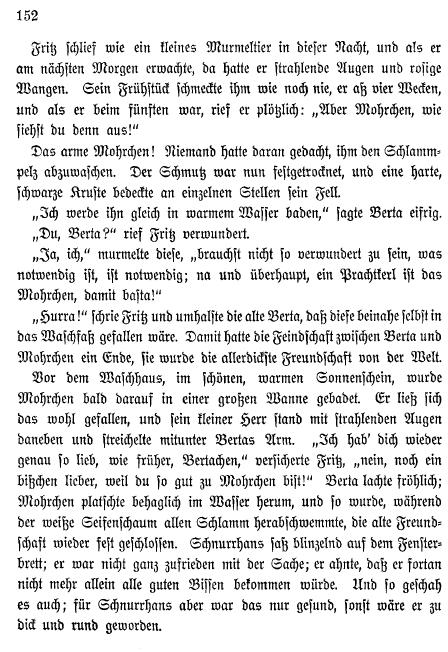 152
Fritz schlief wie ein kleines Murmeltier in dieser Nacht, und als er
am nächsten Morgen erwachte, da hatte er strahlende Augen und rosige
Wangen. Sein Frühstück schmeckte ihm wie noch nie, er aß vier Wecken,
und als er beim fünften war, rief er plötzlich: „Aber Mohrchen, wie
siehst du denn aus!“
Das arme Mohrchen! Niemand hatte daran gedacht, ihm den Schlamm-
pelz abzuwaschen. Der Schmutz war nun festgetrocknet, und eine harte,
schwarze Kruste bedeckte an einzelnen Stellen sein Fell.
„Ich werde ihn gleich in warmem Wasser baden,“ sagte Berta eifrig.
„Du, Berta?“ rief Fritz verwundert.
„Ja, ich,“ murmelte diese, „brauchst nicht so verwundert zu sein, was
notwendig ist, ist notwendig; na und überhaupt, ein Prachtkerl ist das
Mohrchen, damit basta!“
„Hurra!“ schrie Fritz und umhalste die alte Berta, daß diese beinahe selbst in
das Waschfaß gefallen wäre. Damit hatte die Feindschaft zwischen Berta und
Mohrchen ein Ende, sie wurde die allerdickste Freundschaft von der Welt.
Vor dem Waschhaus, im schönen, warmen Sonnenschein, wurde
Mohrchen bald darauf in einer großen Wanne gebadet. Er ließ sich
das wohl gefallen, und sein kleiner Herr stand mit strahlenden Augen
daneben und streichelte mitunter Bertas Arm. „Ich hab’ dich wieder
genau so lieb, wie früher, Bertachen,“ versicherte Fritz, „nein, noch ein
bißchen lieber, weil du so gut zu Mohrchen bist!“ Berta lachte fröhlich;
Mohrchen platschte behaglich im Wasser herum, und so wurde, während
der weiße Seifenschaum allen Schlamm herabschwemmte, die alte Freund-
schaft wieder fest geschlossen. Schnurrhans saß blinzelnd auf dem Fenster-
brett; er war nicht ganz zufrieden mit der Sache; er ahnte, daß er fortan
nicht mehr allein alle guten Bissen bekommen würde. Und so geschah
es auch; für Schnurrhans aber war das nur gesund, sonst wäre er zu
dick und rund geworden.